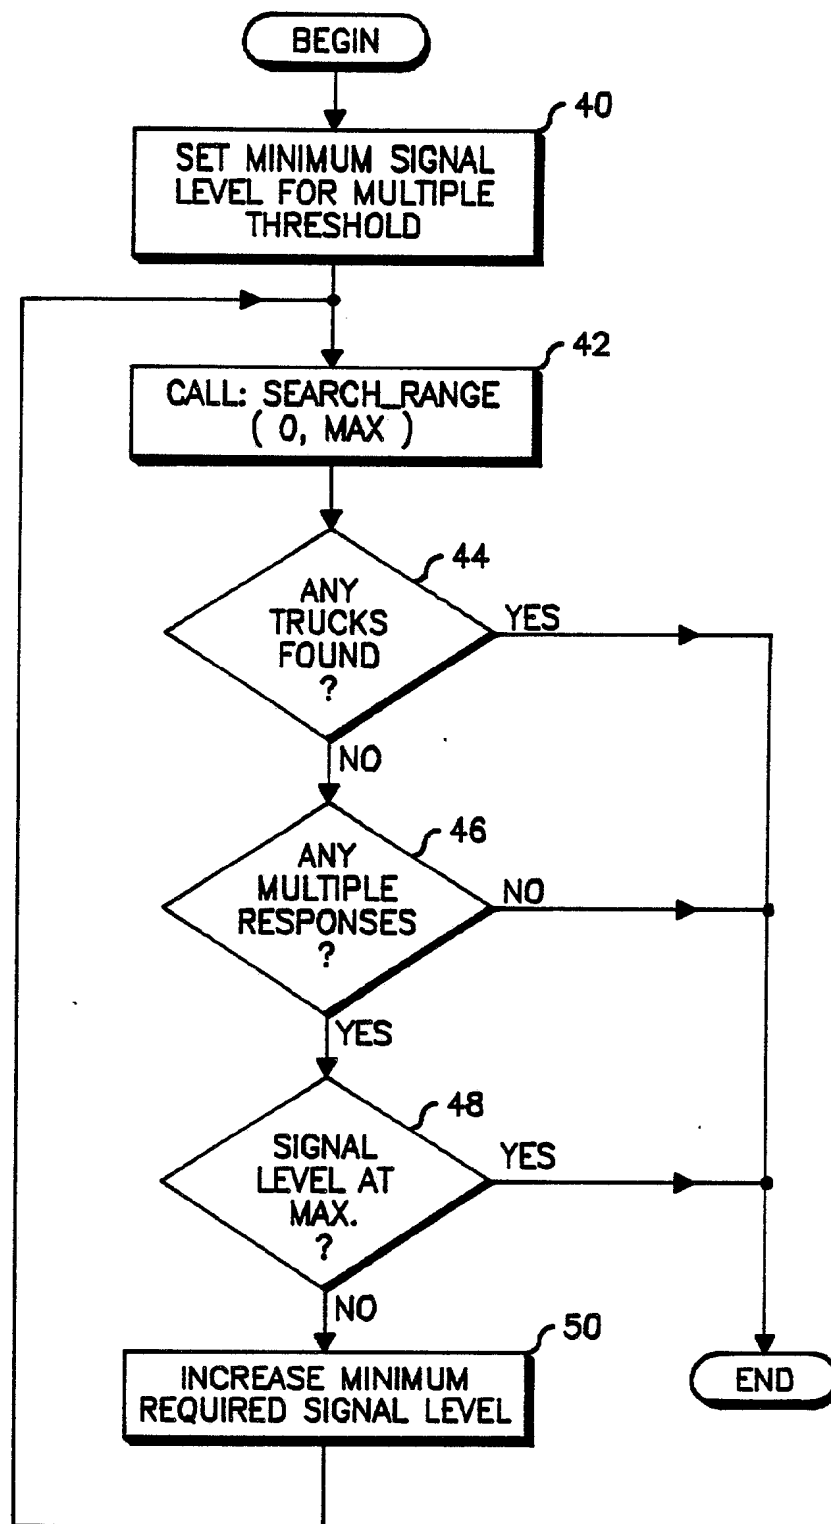 BEGIN
40
SET MINIMUM SIGNAL
LEVEL FOR MULTIPLE
THRESHOLD
42
CALL: SEARCH_RANGE
( 0, MAX )
44
ANY
TRUCKS
FOUND
?
YES
NO
46
ANY
MULTIPLE
RESPONSES
?
NO
YES
48
SIGNAL
LEVEL AT
MAX.
?
YES
NO
50
INCREASE MINIMUM
REQUIRED SIGNAL LEVEL
END